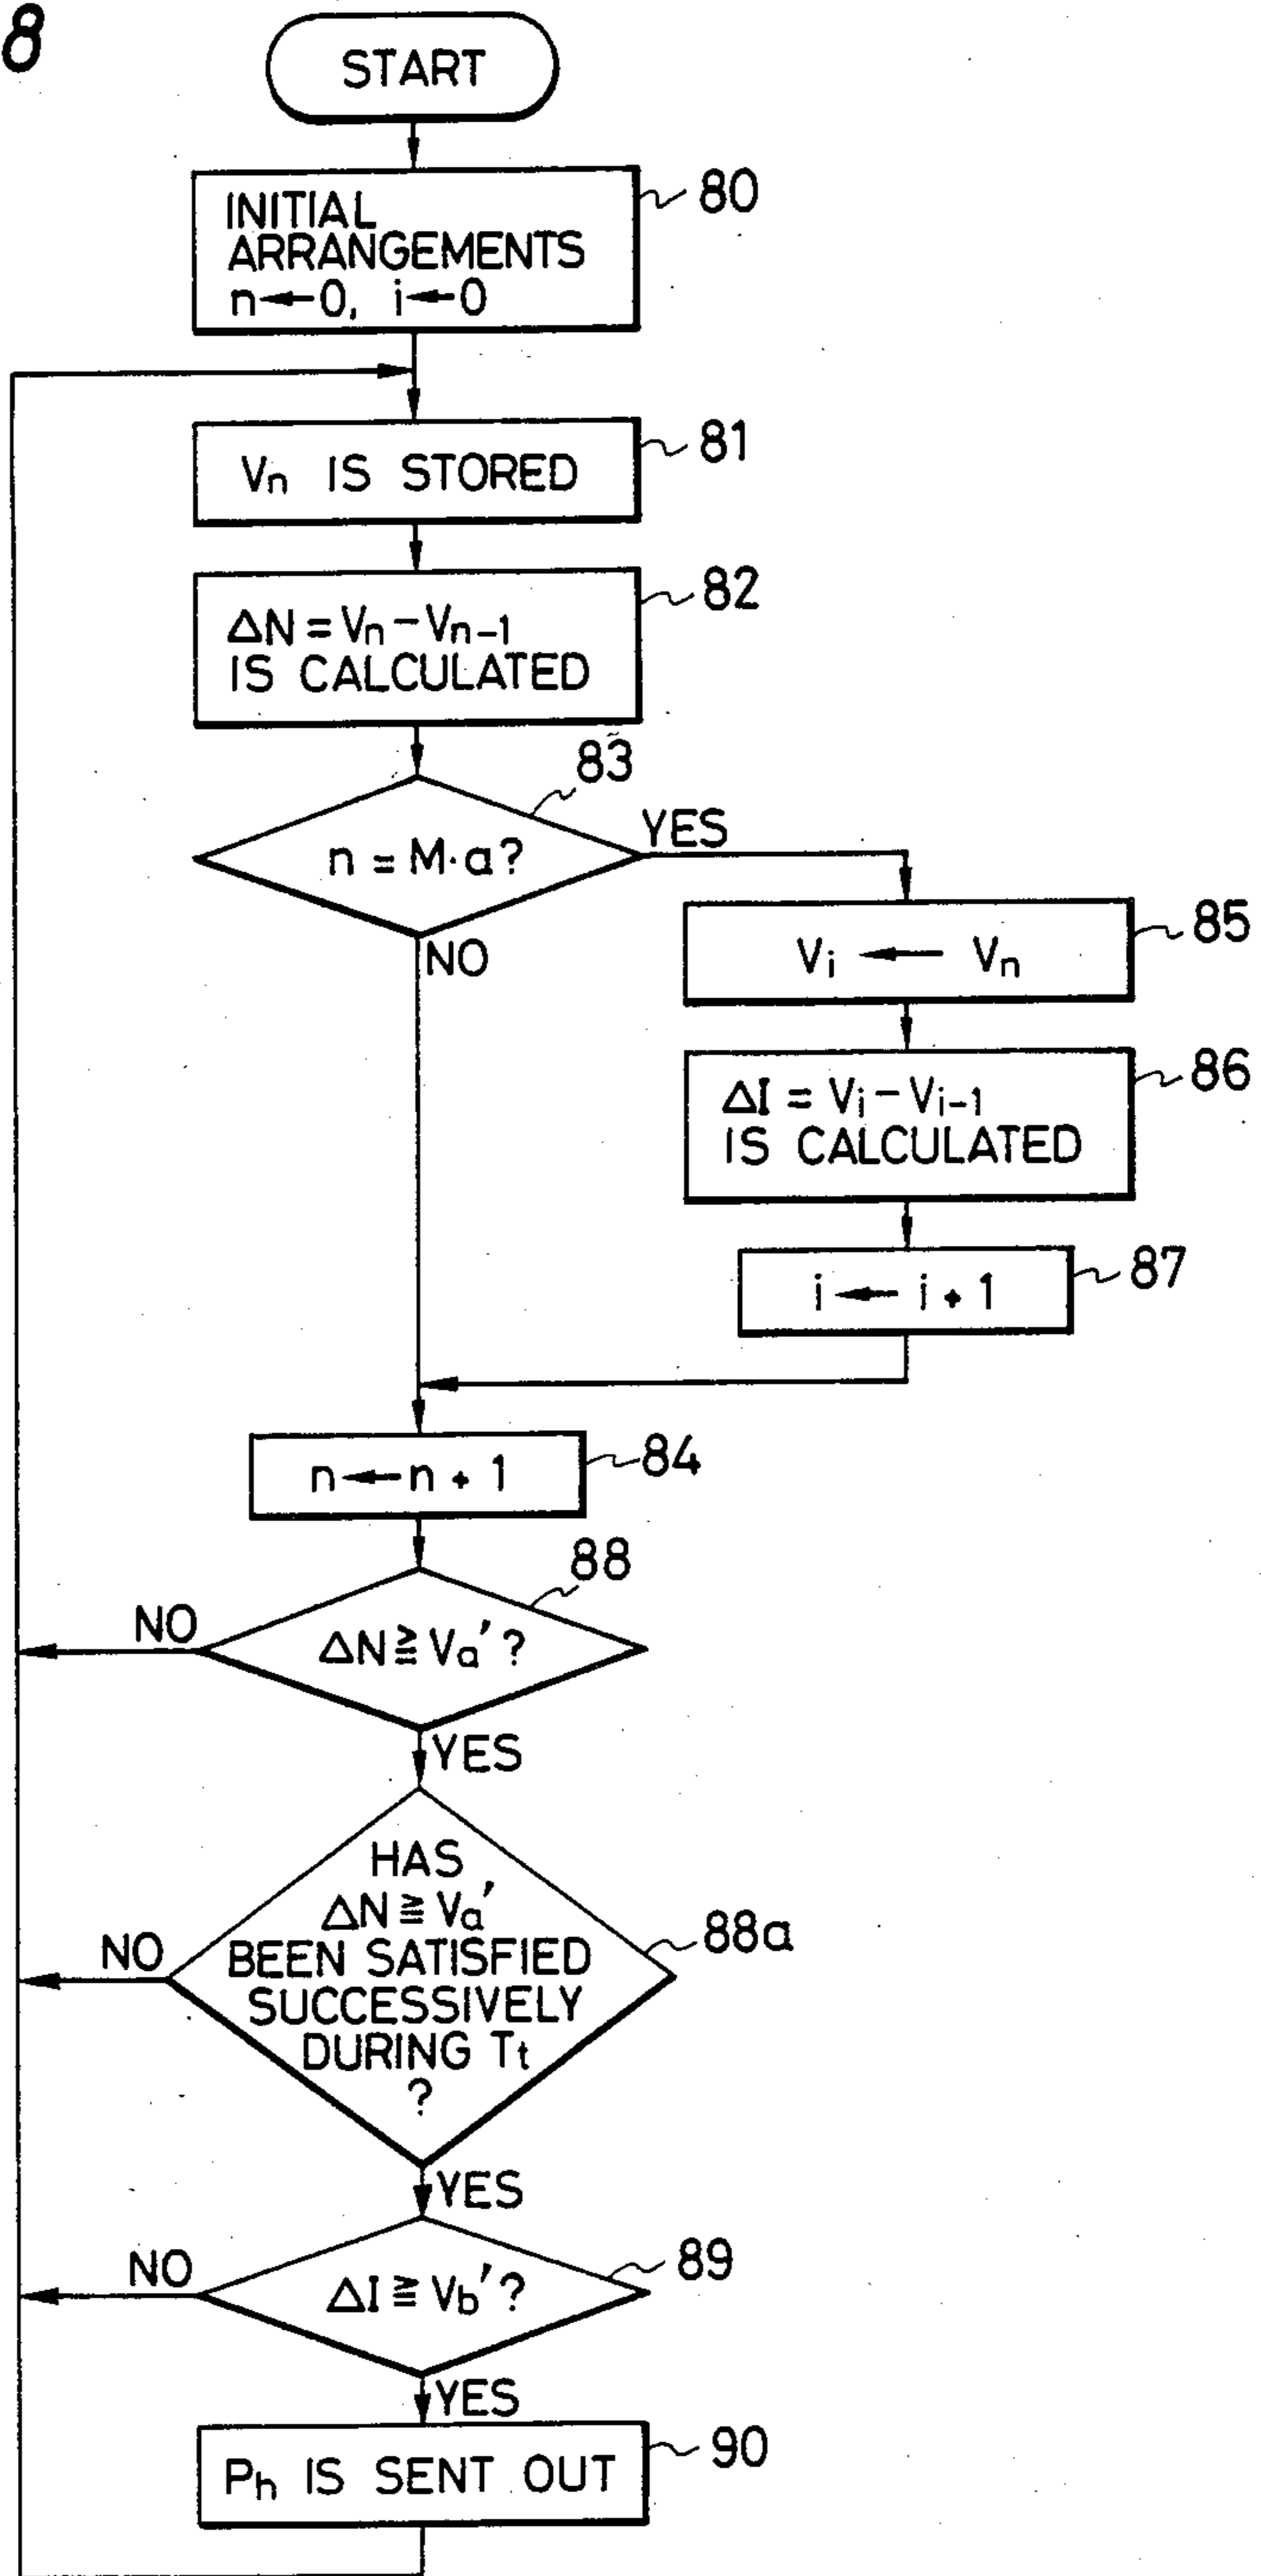 8
START
INITIAL
ARRANGEMENTS
n←0, i←0
80
Vn IS STORED
81
ΔN = Vn − Vn−1
IS CALCULATED
82
83
n = M·a?
YES
NO
Vi ← Vn
85
ΔI = Vi − Vi−1
IS CALCULATED
86
i ← i + 1
87
n ← n + 1
84
88
ΔN ≧ Va'?
NO
YES
HAS
ΔN ≧ Va'
BEEN SATISFIED
SUCCESSIVELY
DURING Tt
?
88a
NO
YES
89
ΔI ≧ Vb'?
NO
YES
Ph IS SENT OUT
90